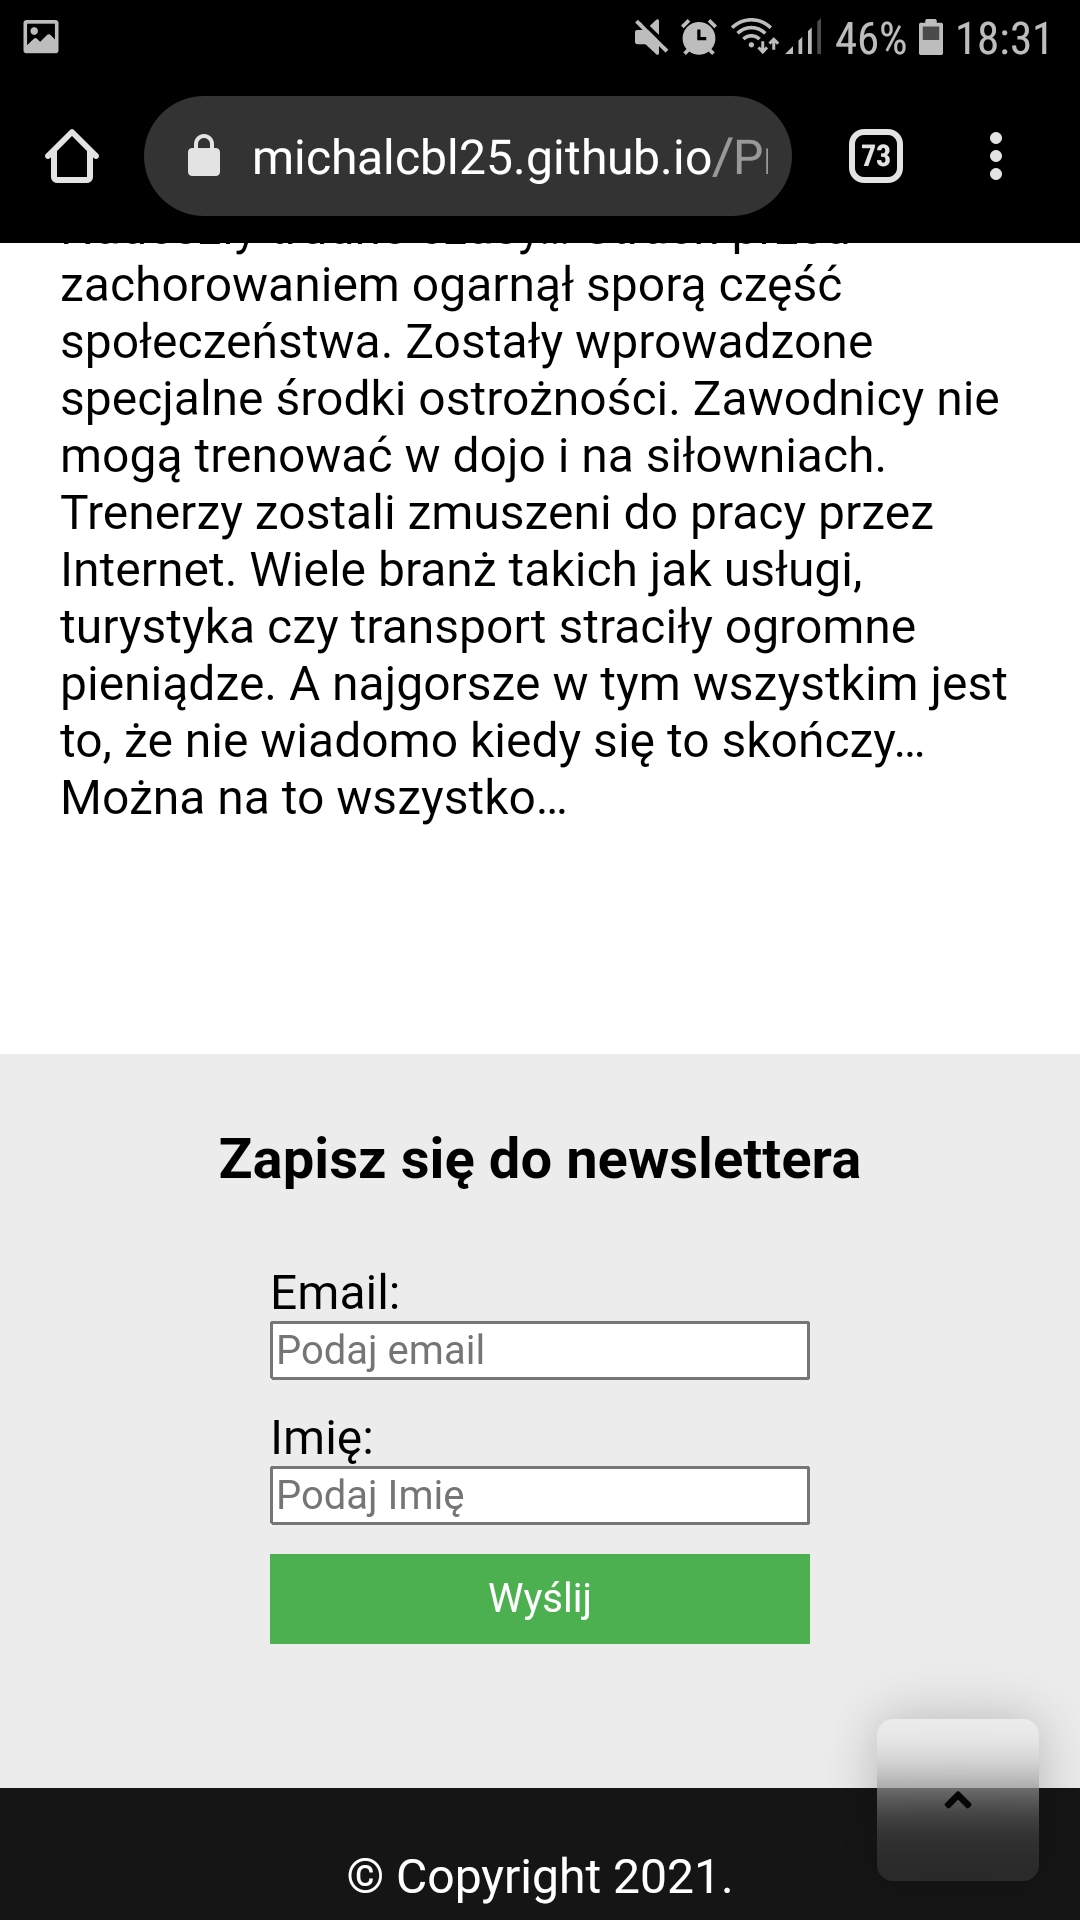 46% 18:31
michalcbl25.github.io/P
73
zachorowaniem ogarnął sporą część
społeczeństwa. Zostały wprowadzone
specjalne środki ostrożności. Zawodnicy nie
mogą trenować w dojo i na siłowniach.
Trenerzy zostali zmuszeni do pracy przez
Internet. Wiele branż takich jak usługi,
turystyka czy transport straciły ogromne
pieniądze. A najgorsze w tym wszystkim jest
to, że nie wiadomo kiedy się to skończy…
Można na to wszystko…
Zapisz się do newslettera
Email:
Podaj email
Imię:
Podaj Imię
Wyślij
© Copyright 2021.